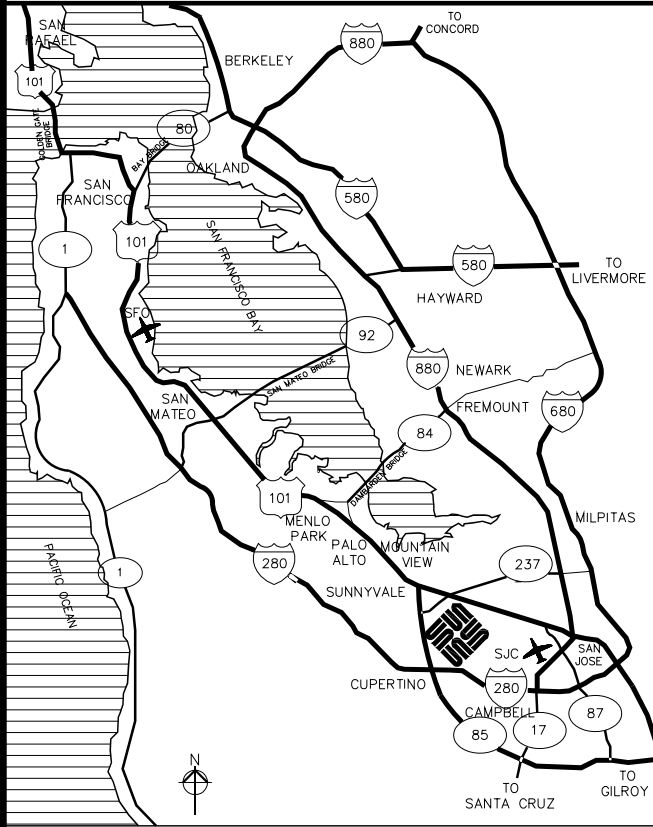 TO
CONCORD
SAN
RAFAEL
880
BERKELEY
101
GOLDEN GATE
BRIDGE
80
BAY BRIDGE
OAKLAND
SAN
FRANCISCO
580
SAN FRANCISCO BAY
1
101
580
TO
LIVERMORE
HAYWARD
SFO
92
880
NEWARK
SAN MATEO BRIDGE
SAN
MATEO
FREMOUNT
680
84
DAMBARDEN BRIDGE
101
MENLO
PARK
MILPITAS
PALO
ALTO
MOUNTAIN
VIEW
PACIFIC OCEAN
1
280
237
SUNNYVALE
SUN
SJC
SAN
JOSE
CUPERTINO
280
CAMPBELL
87
17
85
N
TO
SANTA CRUZ
TO
GILROY